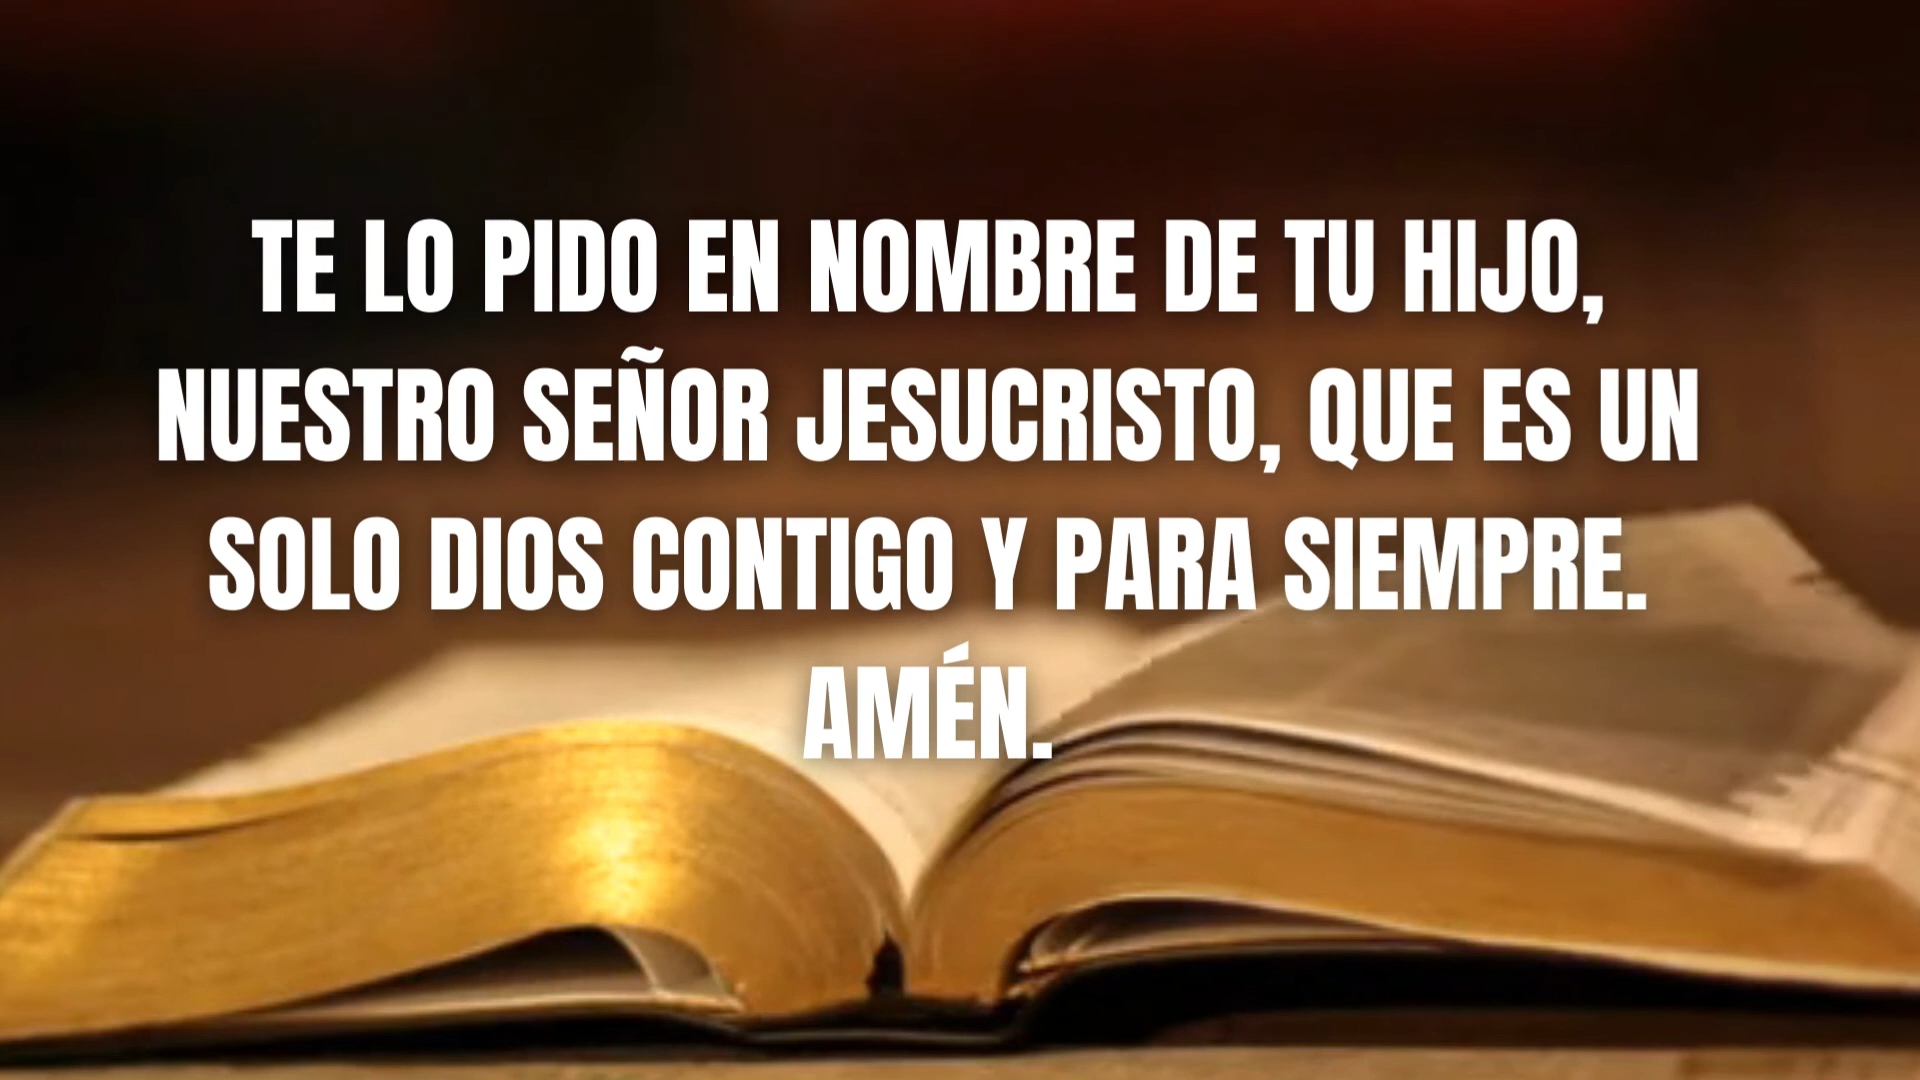 TE LO PIDO EN NOMBRE DE TU HIJO,
NUESTRO SEÑOR JESUCRISTO, QUE ES UN
SOLO DIOS CONTIGO Y PARA SIEMPRE.
AMÉN.